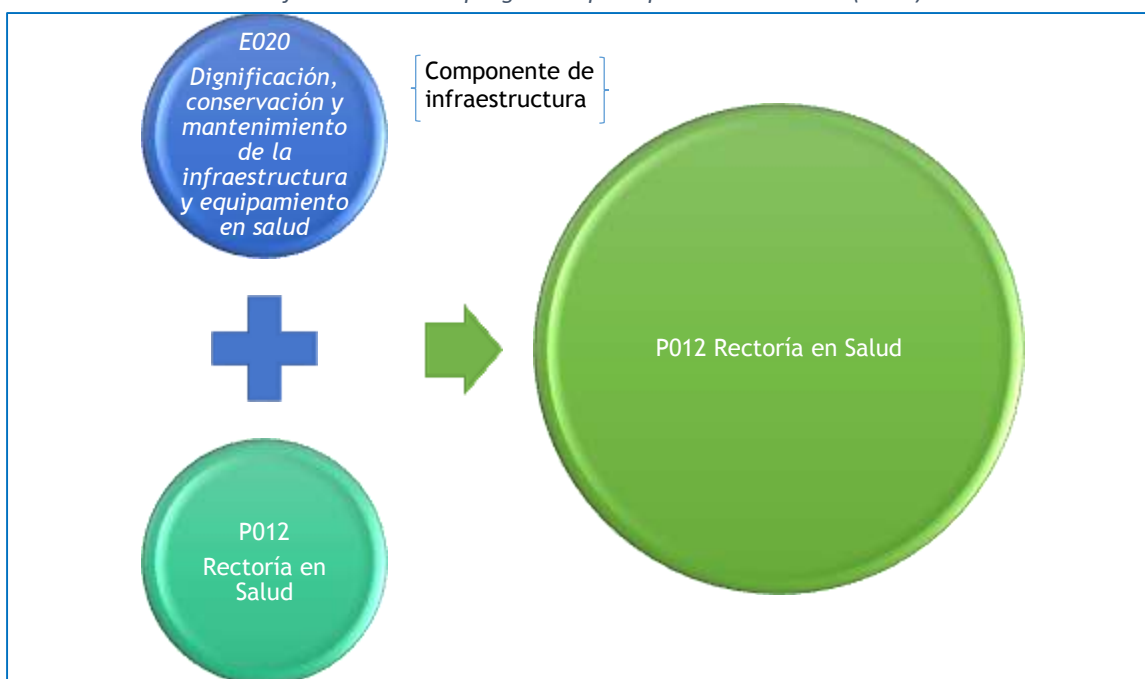 E020
Dignificación,
conservación y
mantenimiento
de la
infraestructura
y equipamiento
en salud
Componente de
infraestructura
P012 Rectoría en Salud
P012
Rectoría en
Salud